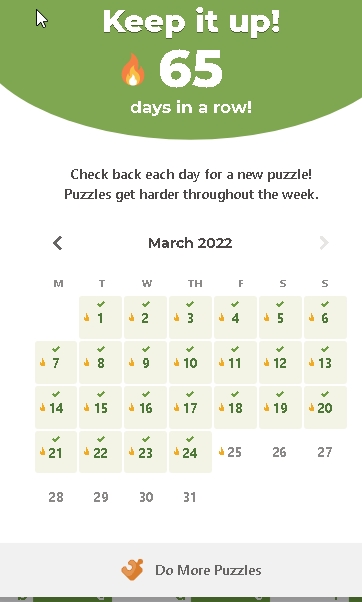 Keep it up!
65
days in a row!
Check back each day for a new puzzle!
Puzzles get harder throughout the week.
March 2022
M T W TH F S S
1 2 3 4 5 6
7 8 9 10 11 12 13
14 15 16 17 18 19 20
21 22 23 24 25 26 27
28 29 30 31
Do More Puzzles